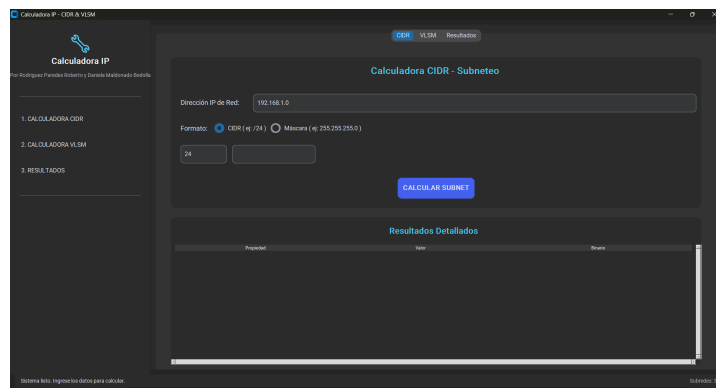 Calculadora IP - CIDR & VLSM
CIDR VLSM Resultados
Calculadora IP
Por Rodriguez Paredes Roberto y Daniela Maldonado Bedolla
1. CALCULADORA CIDR
2. CALCULADORA VLSM
3. RESULTADOS
Calculadora CIDR - Subneteo
Dirección IP de Red: 192.168.1.0
Formato: CIDR ( ej: /24 ) Máscara ( ej: 255.255.255.0 )
24
CALCULAR SUBNET
Resultados Detallados
Propiedad Valor Binario
Sistema listo. Ingrese los datos para calcular.
Subredes: